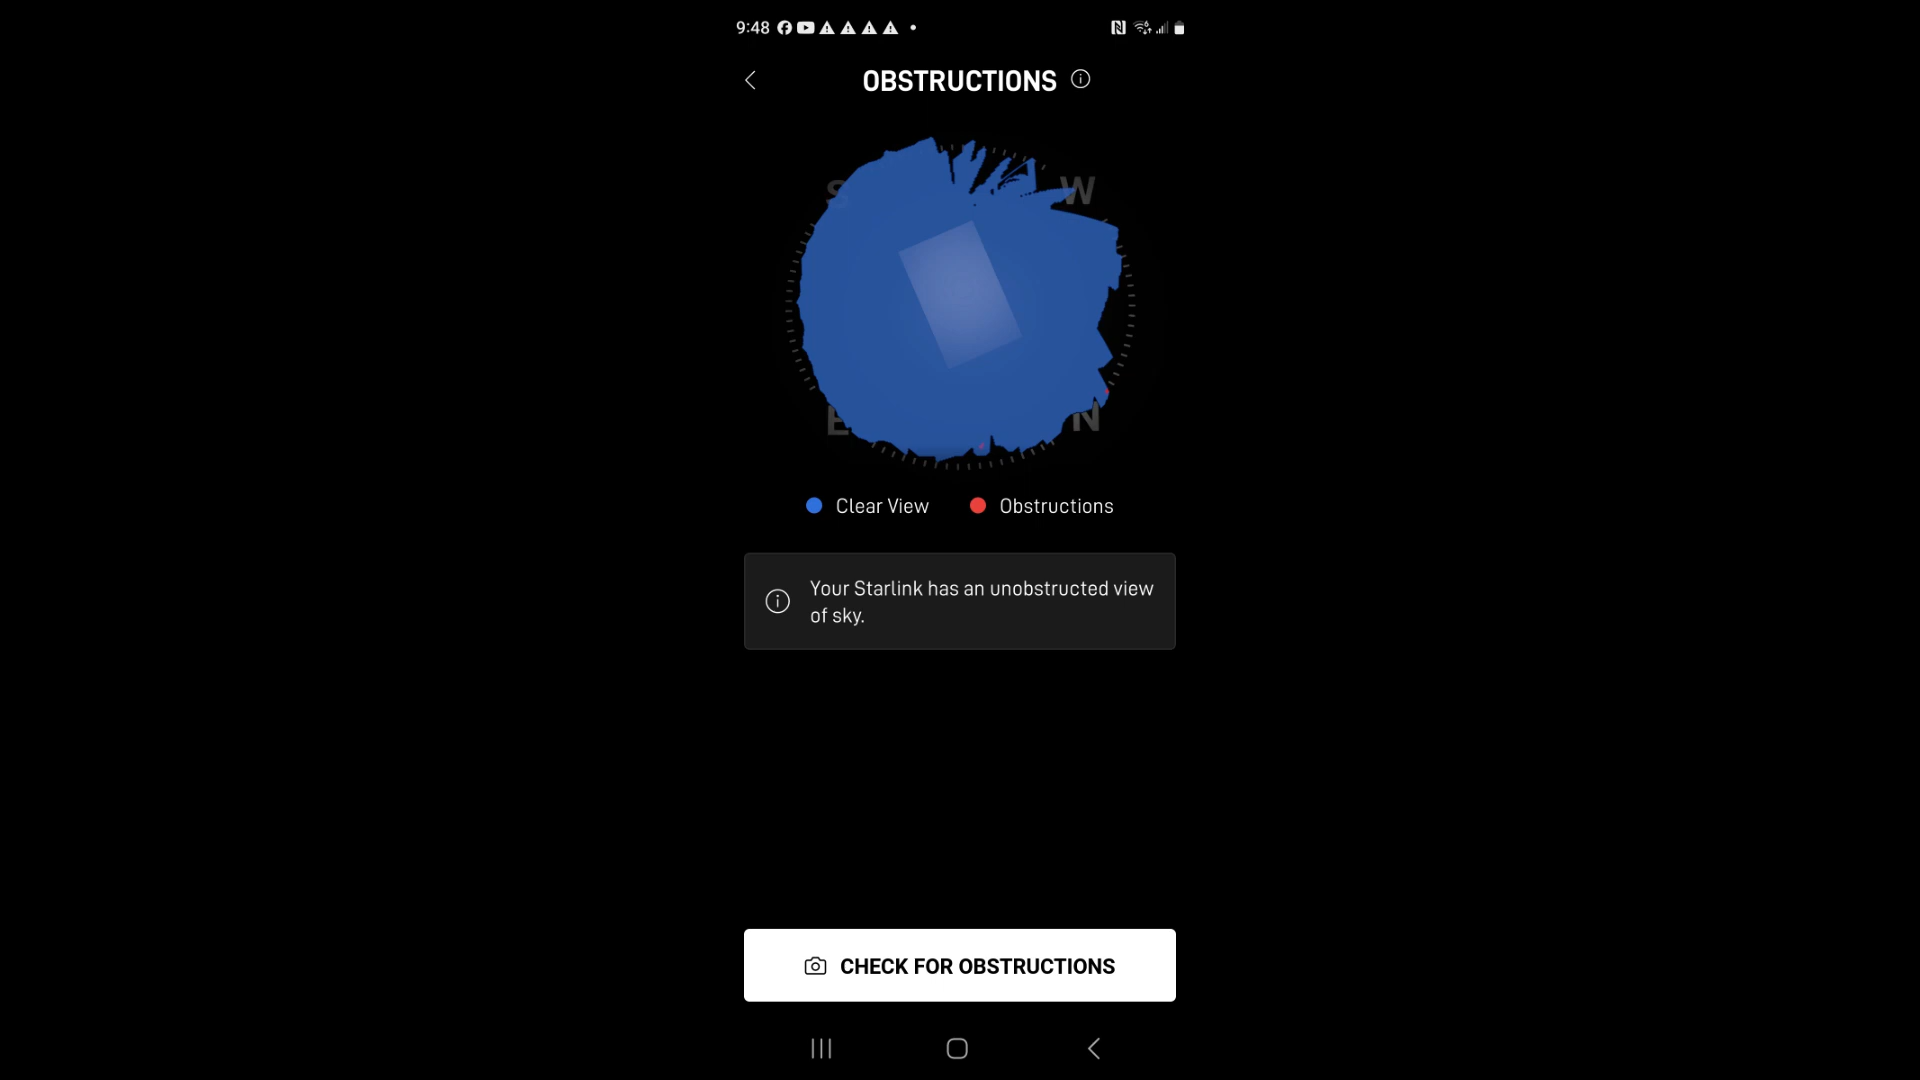 9:48
OBSTRUCTIONS
S
W
E
N
Clear View
Obstructions
Your Starlink has an unobstructed view
of sky.
CHECK FOR OBSTRUCTIONS